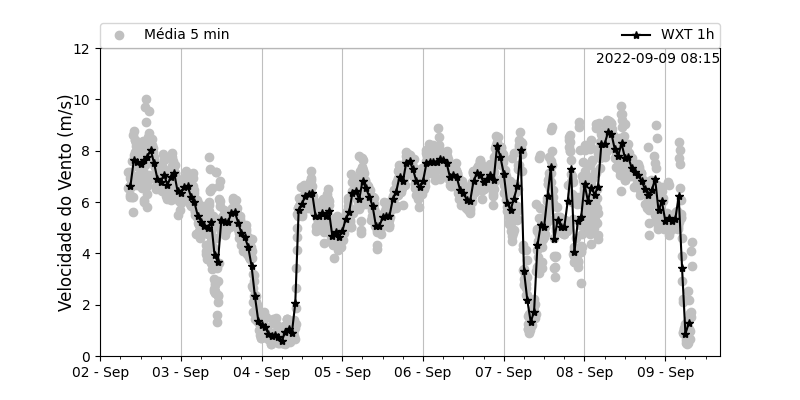 Média 5 min
WXT 1h
2022-09-09 08:15
Velocidade do Vento (m/s)
12
10
8
6
4
2
0
02 - Sep
03 - Sep
04 - Sep
05 - Sep
06 - Sep
07 - Sep
08 - Sep
09 - Sep